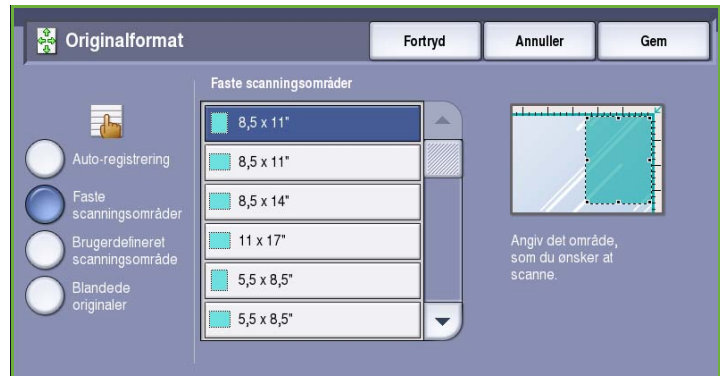 Originalformat
Fortryd
Annuller
Gem
Faste scanningsområder
Auto-registrering
Faste
scanningsområder
Brugerdefineret
scanningsområde
Blandede
originaler
8,5 x 11"
8,5 x 11"
8,5 x 14"
11 x 17"
5,5 x 8,5"
5,5 x 8,5"
Angiv det område,
som du ønsker at
scanne.